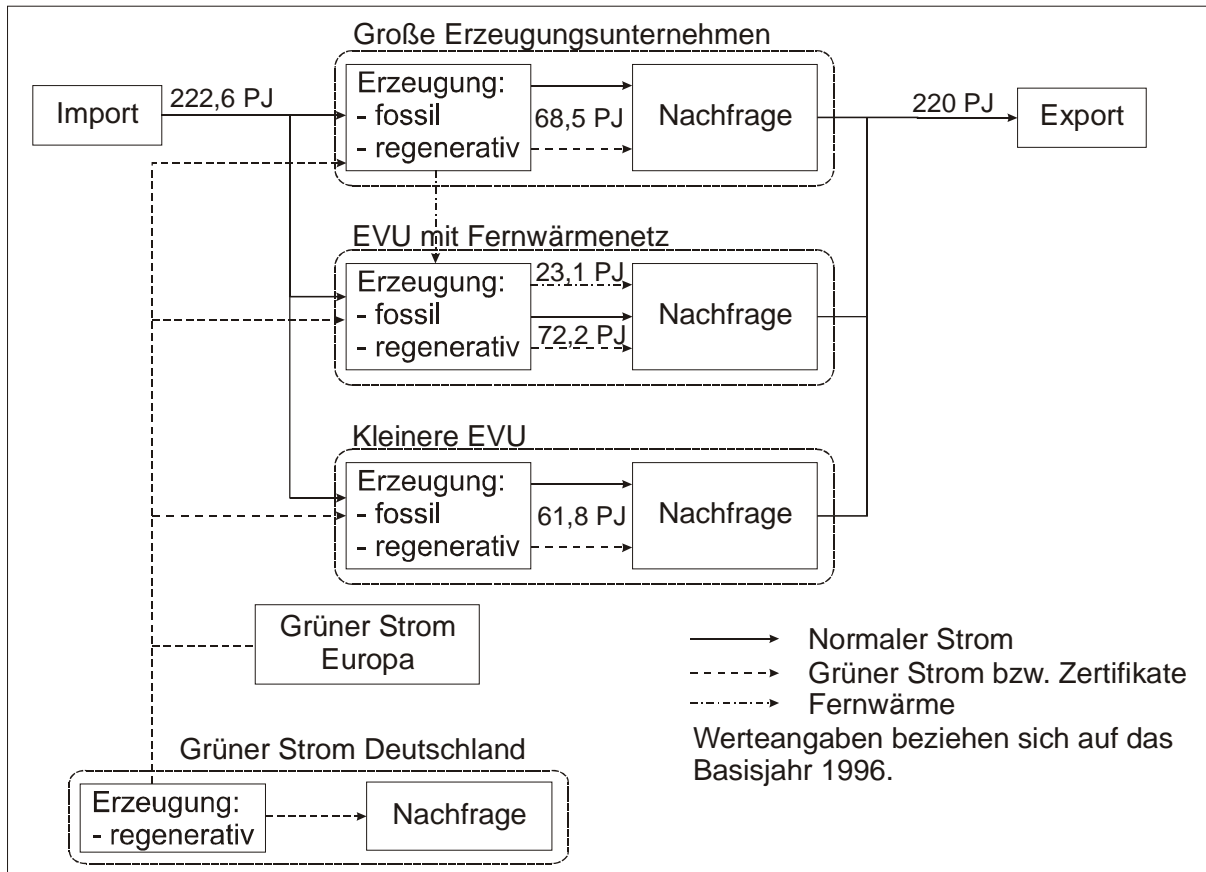 Große Erzeugungsunternehmen
Import
222,6 PJ
Erzeugung:
- fossil
- regenerativ
68,5 PJ
Nachfrage
220 PJ
Export
EVU mit Fernwärmenetz
Erzeugung:
- fossil
- regenerativ
23,1 PJ
72,2 PJ
Nachfrage
Kleinere EVU
Erzeugung:
- fossil
- regenerativ
61,8 PJ
Nachfrage
Grüner Strom
Europa
Grüner Strom Deutschland
Erzeugung:
- regenerativ
Nachfrage
Normaler Strom
Grüner Strom bzw. Zertifikate
Fernwärme
Werteangaben beziehen sich auf das
Basisjahr 1996.